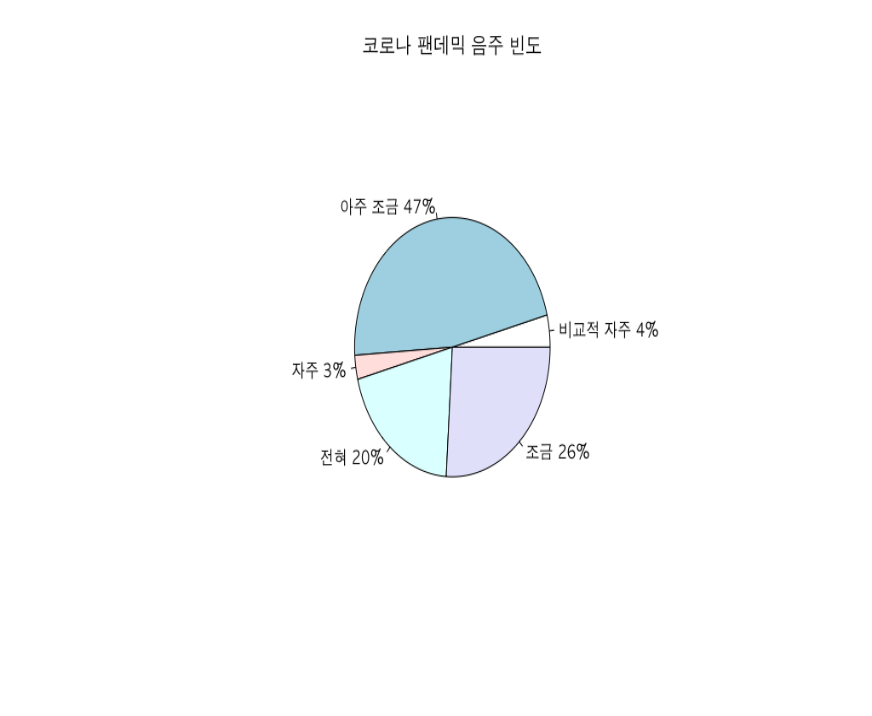 코로나 팬데믹 음주 빈도
아주 조금 47%
비교적 자주 4%
자주 3%
전혀 20%
조금 26%